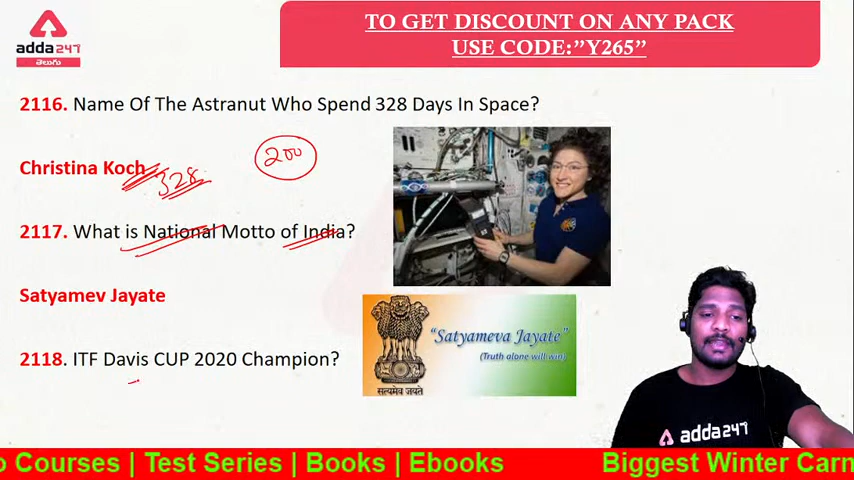 TO GET DISCOUNT ON ANY PACK
USE CODE:”Y265”
adda247
తెలుగు
2116. Name Of The Astranut Who Spend 328 Days In Space?
200
Christina Koch
328
2117. What is National Motto of India?
Satyamev Jayate
“Satyameva Jayate”
(Truth alone will win)
सत्यमेव जयते
2118. ITF Davis CUP 2020 Champion?
adda247
o Courses | Test Series | Books | Ebooks
Biggest Winter Carn